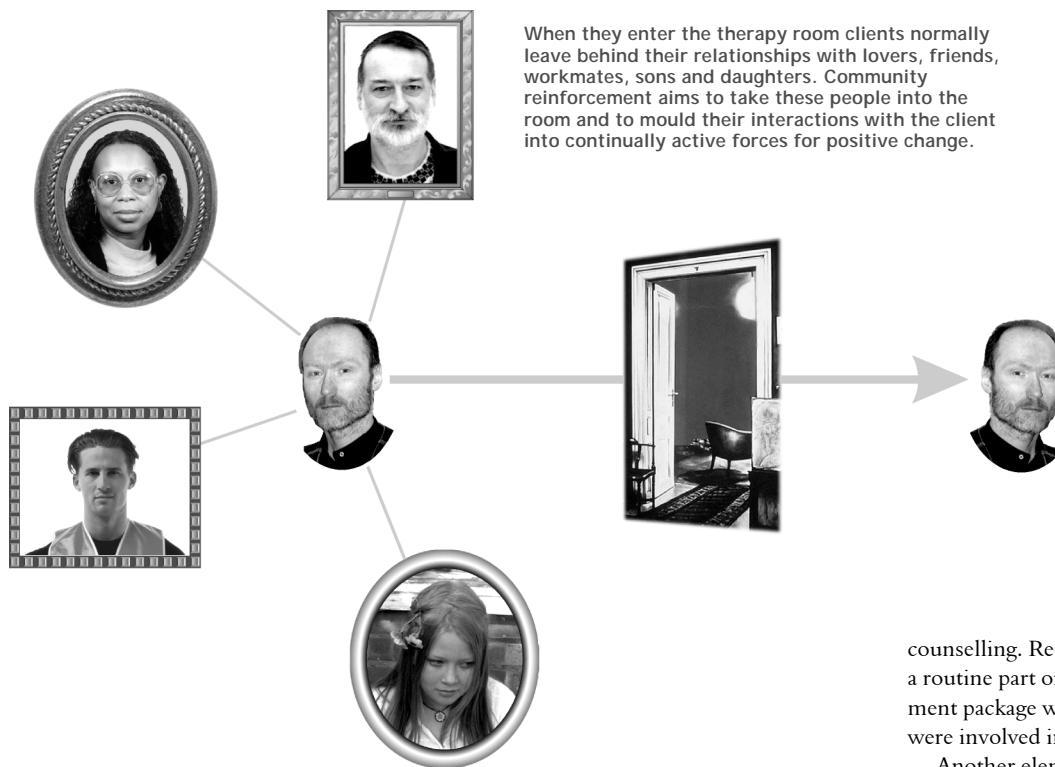 When they enter the therapy room clients normally
leave behind their relationships with lovers, friends,
workmates, sons and daughters. Community
reinforcement aims to take these people into the
room and to mould their interactions with the client
into continually active forces for positive change.
counselling. Re
a routine part o
ment package w
were involved i
Another ele